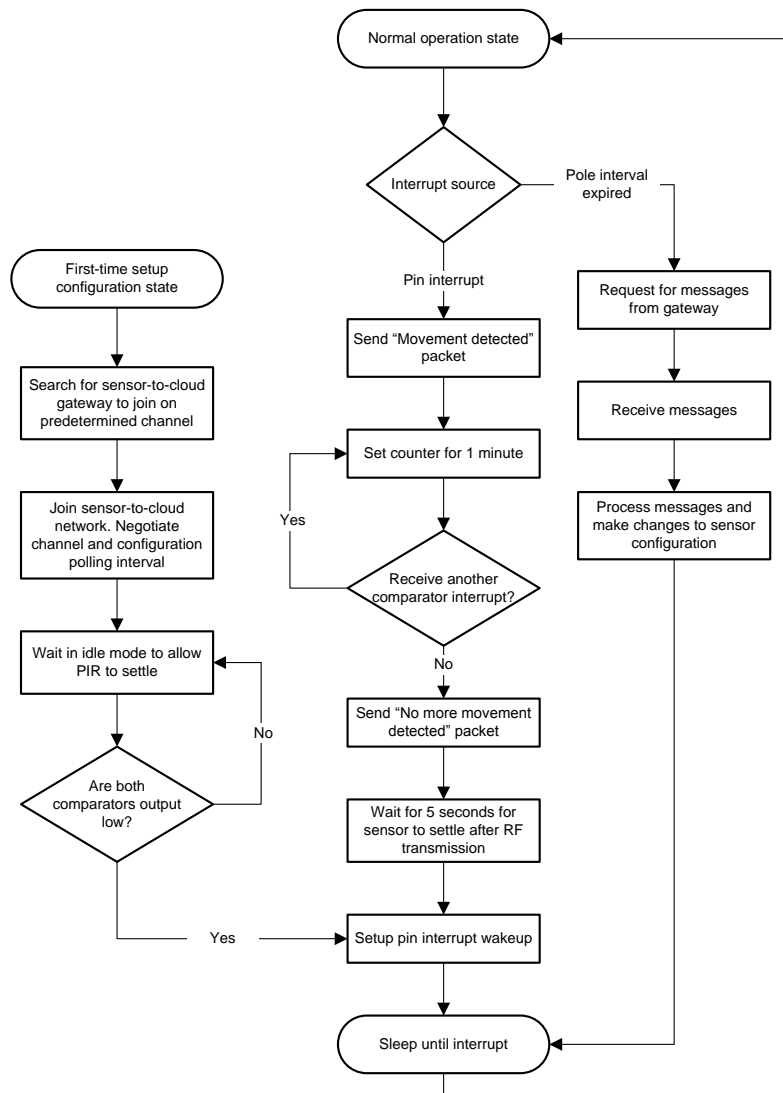 Normal operation state
Interrupt source
Pole interval
expired
First-time setup
configuration state
Pin interrupt
Request for messages
from gateway
Send “Movement detected”
packet
Search for sensor-to-cloud
gateway to join on
predetermined channel
Receive messages
Set counter for 1 minute
Join sensor-to-cloud
network. Negotiate
channel and configuration
polling interval
Yes
Process messages and
make changes to sensor
configuration
Receive another
comparator interrupt?
Wait in idle mode to allow
PIR to settle
No
Send “No more movement
detected” packet
No
Are both
comparators output
low?
Wait for 5 seconds for
sensor to settle after RF
transmission
Yes
Setup pin interrupt wakeup
Sleep until interrupt